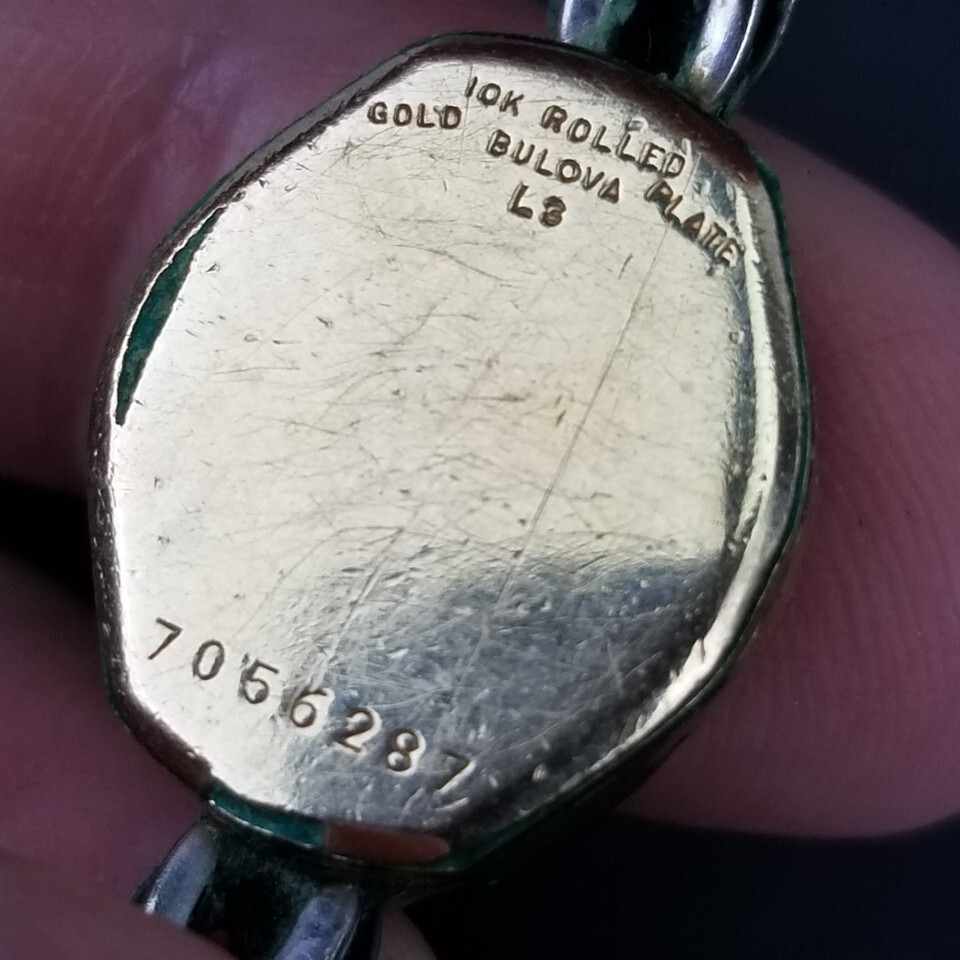 10K ROLLED
GOLD BULOVA PLATE
L3
7056287